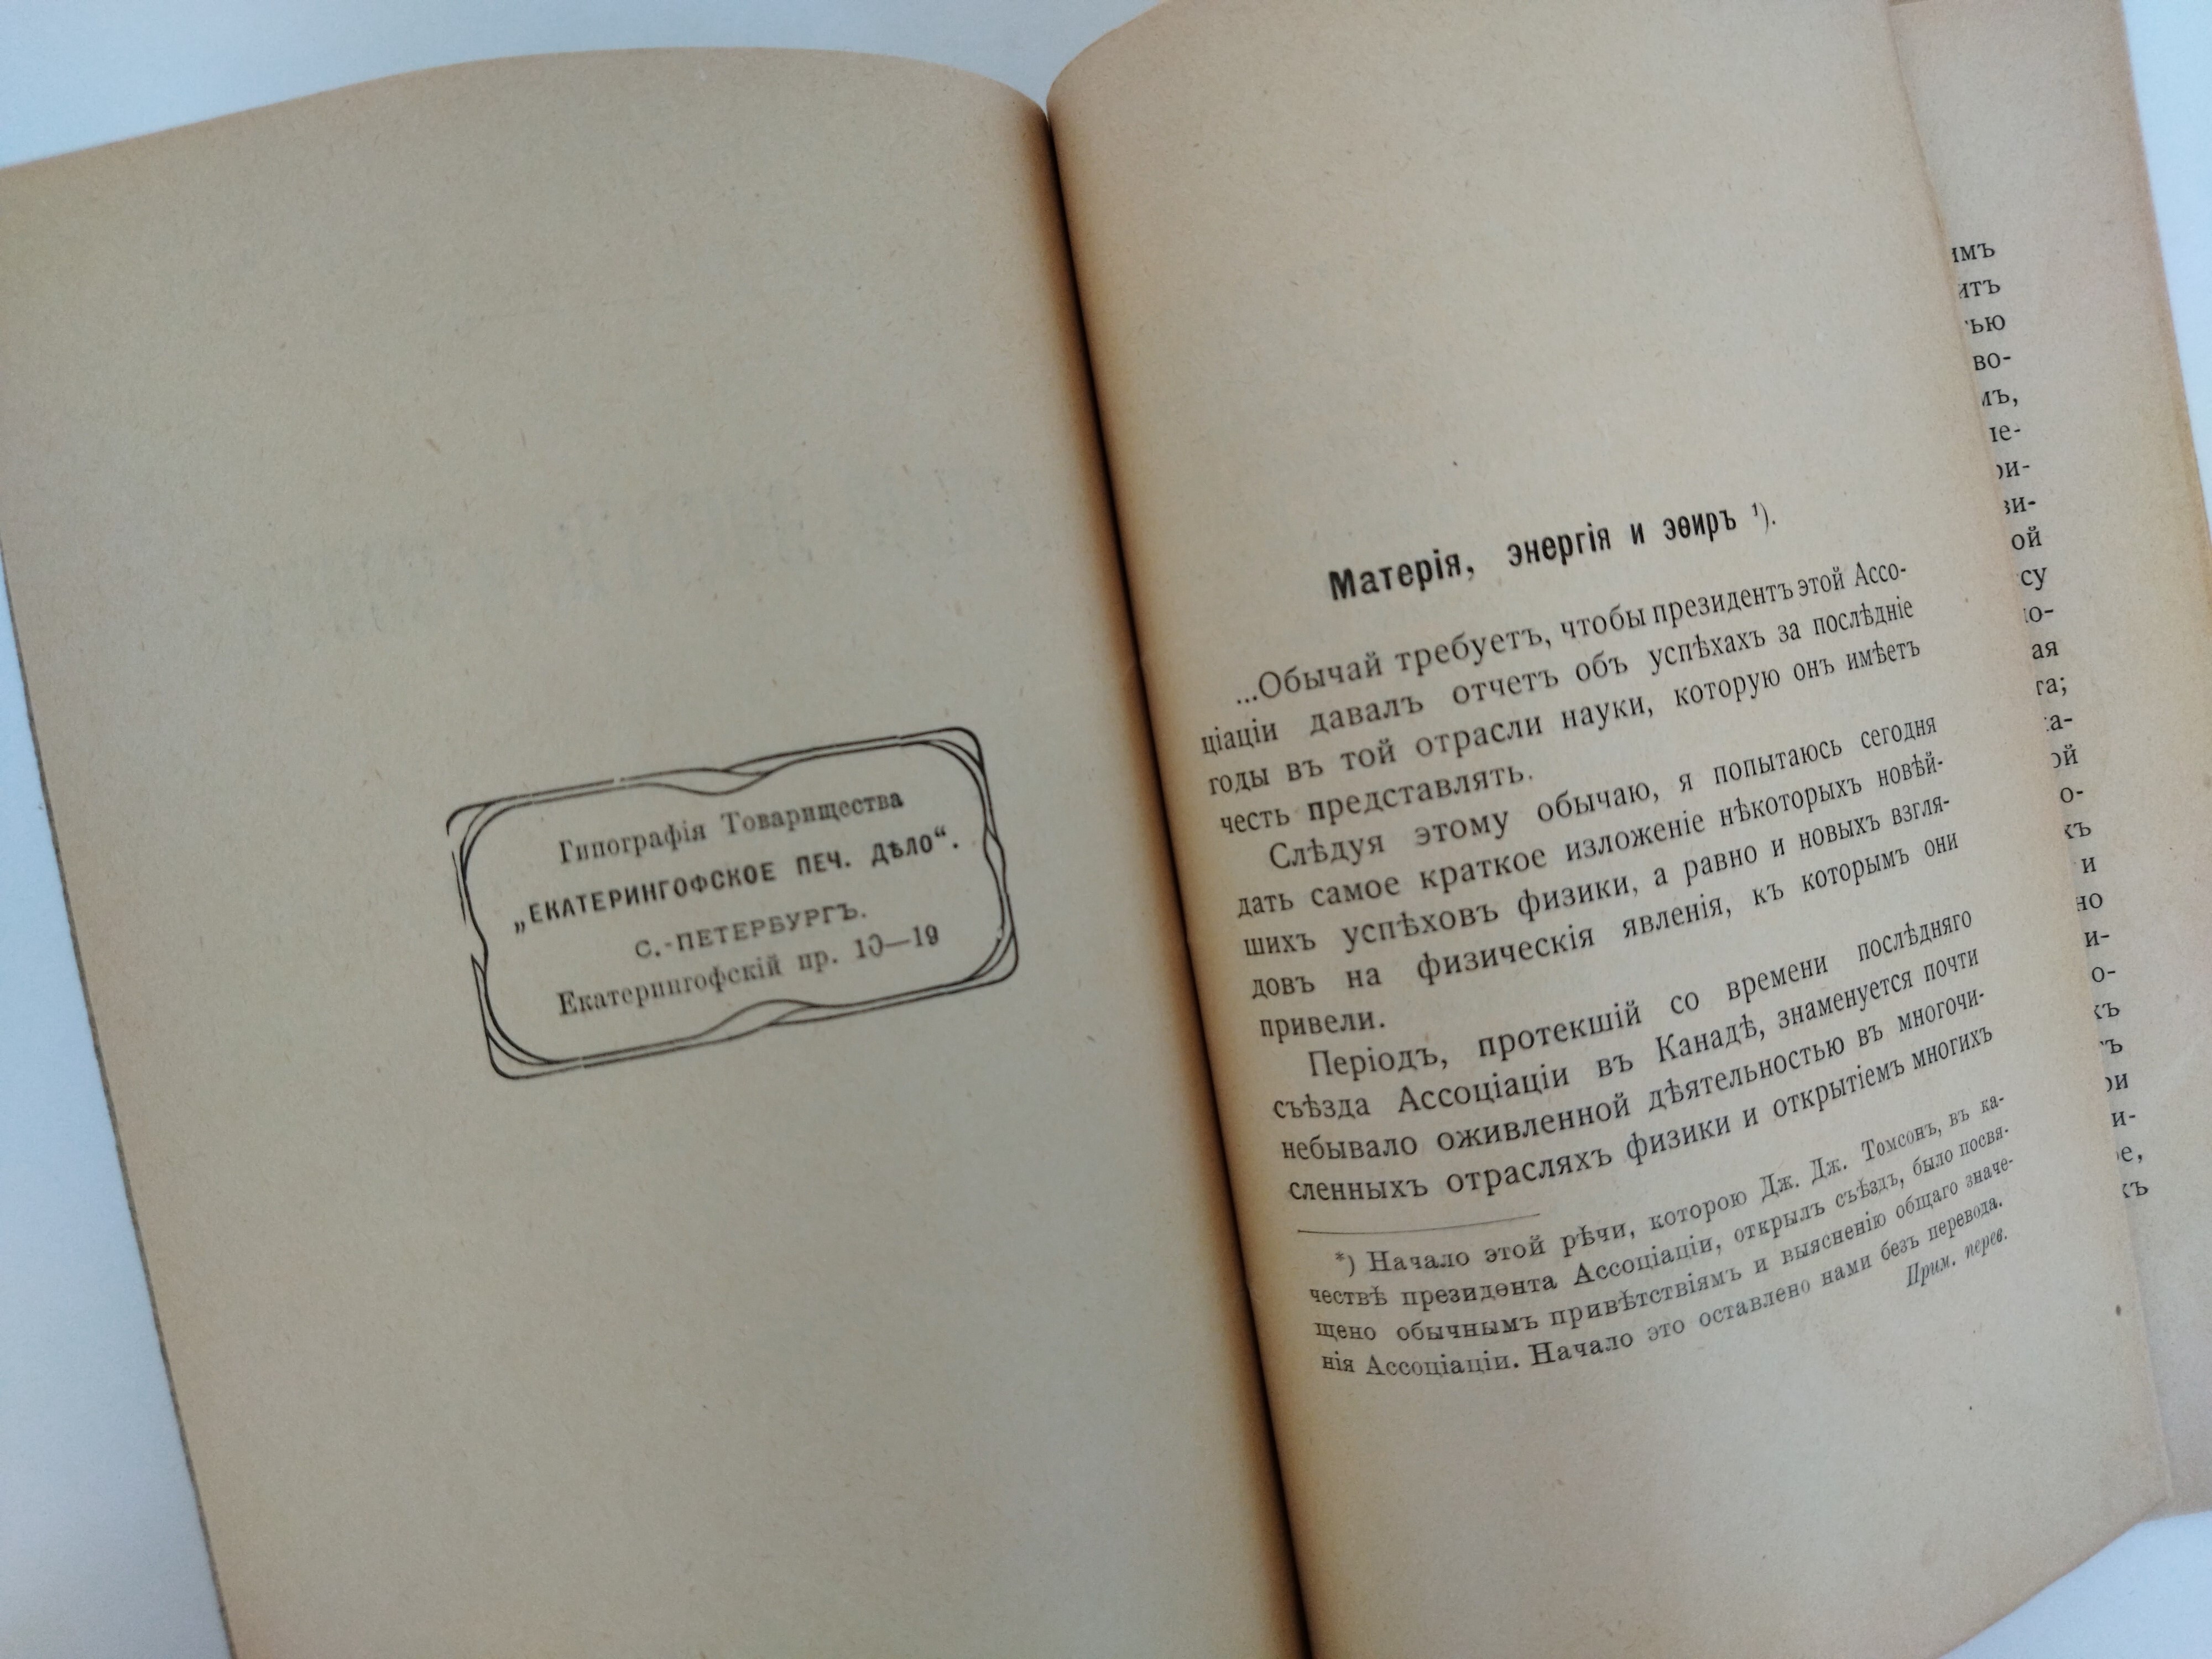 Типографія Товарищества
„ЕКАТЕРИНГОФСКОЕ ПЕЧ. ДѢЛО“.
С.-ПЕТЕРБУРГЪ.
Екатерингофскій пр. 10—19
Матерія, энергія и эѳиръ ¹).
...Обычай требуетъ, чтобы президентъ этой Ассо-
ціаціи давалъ отчетъ объ успѣхахъ за послѣдніе
годы въ той отрасли науки, которую онъ имѣетъ
честь представлять.
Слѣдуя этому обычаю, я попытаюсь сегодня
дать самое краткое изложеніе нѣкоторыхъ новѣй-
шихъ успѣховъ физики, а равно и новыхъ взгля-
довъ на физическія явленія, къ которымъ они
привели.
Періодъ, протекшій со времени послѣдняго
съѣзда Ассоціаціи въ Канадѣ, знаменуется почти
небывало оживленной дѣятельностью въ многочи-
сленныхъ отрасляхъ физики и открытіемъ многихъ
*) Начало этой рѣчи, которою Дж. Дж. Томсонъ, въ ка-
чествѣ президента Ассоціаціи, открылъ съѣздъ, было посвя-
щено обычнымъ привѣтствіямъ и выясненію общаго значе-
нія Ассоціаціи. Начало это оставлено нами безъ перевода.
Прим. перев.